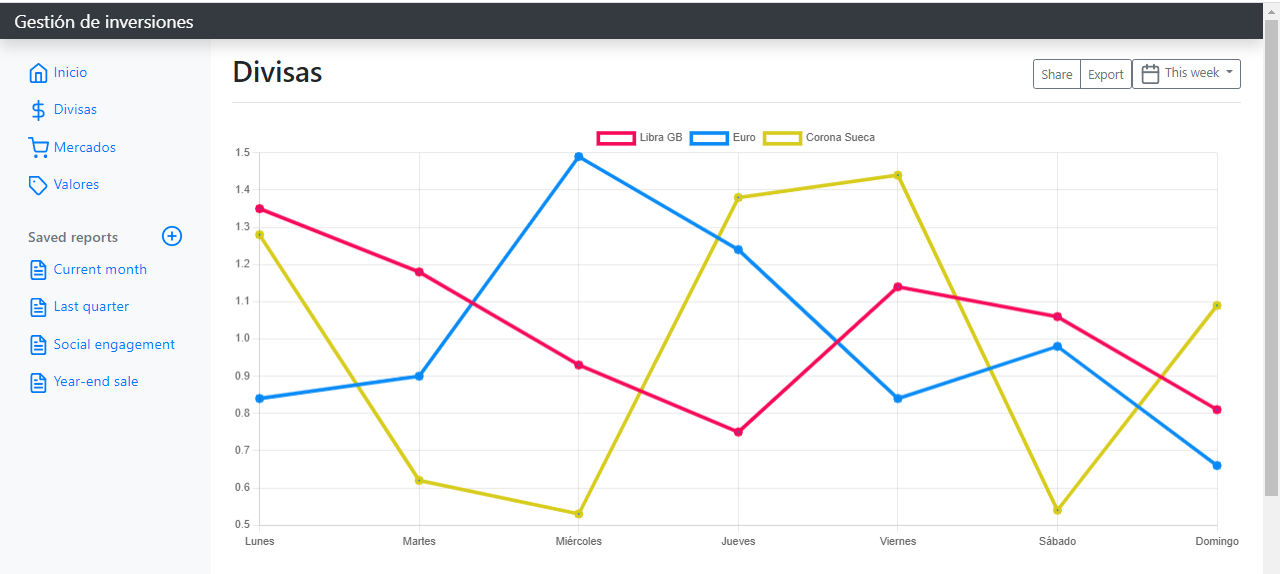 Gestión de inversiones
Inicio
Divisas
Mercados
Valores
Saved reports
Current month
Last quarter
Social engagement
Year-end sale
Divisas
Share Export This week
Libra GB Euro Corona Sueca
1.5
1.4
1.3
1.2
1.1
1.0
0.9
0.8
0.7
0.6
0.5
Lunes Martes Miércoles Jueves Viernes Sábado Domingo